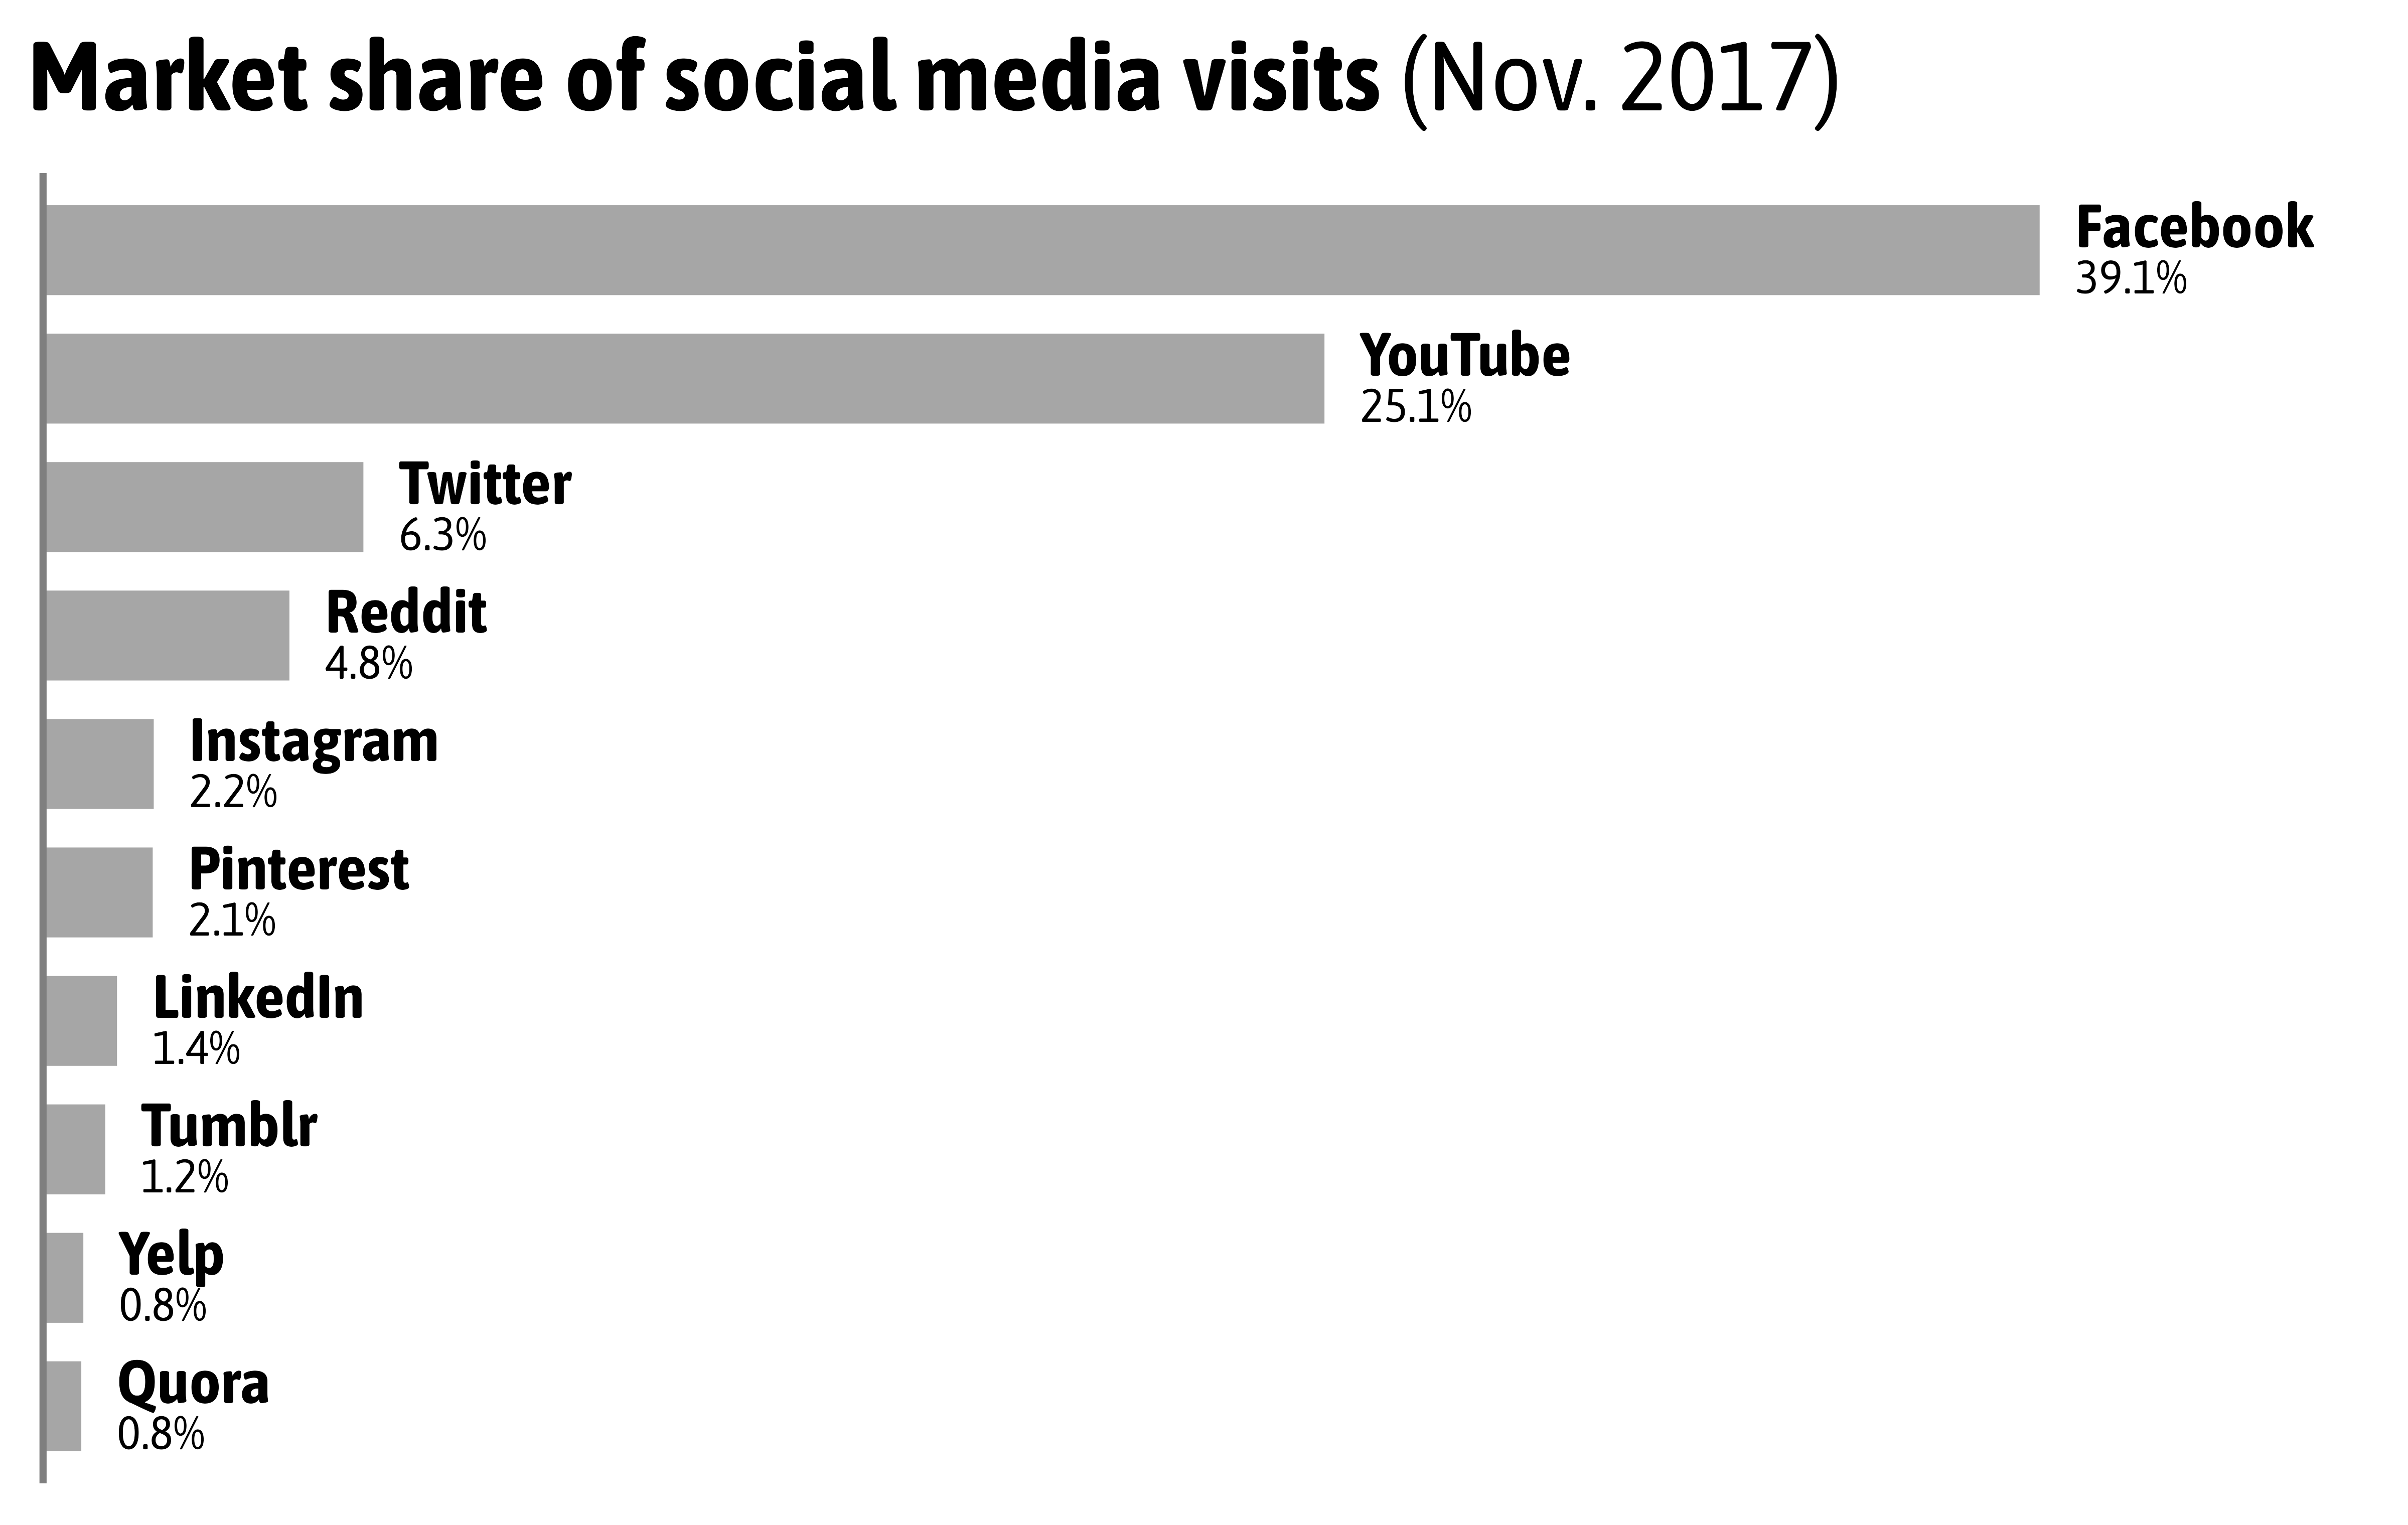 Market share of social media visits (Nov. 2017)
Facebook
39.1%
YouTube
25.1%
Twitter
6.3%
Reddit
4.8%
Instagram
2.2%
Pinterest
2.1%
LinkedIn
1.4%
Tumblr
1.2%
Yelp
0.8%
Quora
0.8%